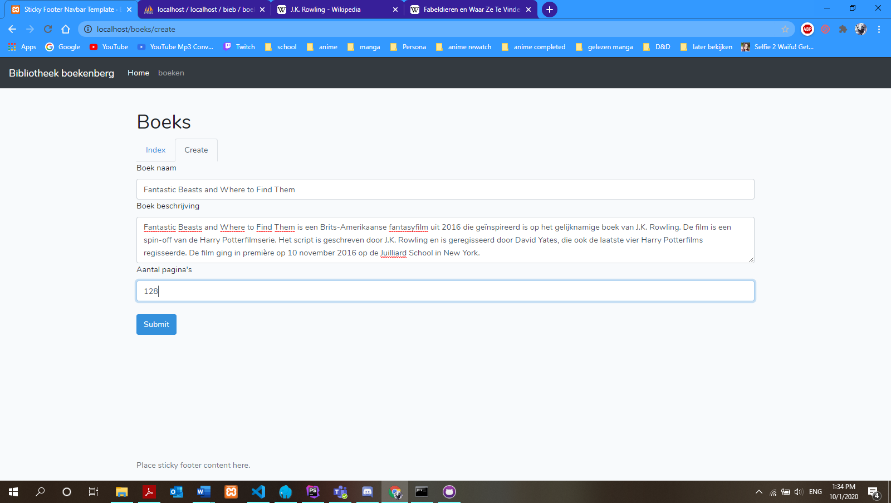 Sticky Footer Navbar Template - 
localhost / localhost / bieb / boe
J.K. Rowling - Wikipedia
Fabeldieren en Waar Ze Te Vinde
localhost/boeks/create
Apps
Google
YouTube
YouTube Mp3 Conv...
Twitch
school
anime
manga
Persona
anime rewatch
anime completed
gelezen manga
D&D
later bekijken
Selfie 2 Waifu! Get...
Bibliotheek boekenberg
Home
boeken
Boeks
Index
Create
Boek naam
Fantastic Beasts and Where to Find Them
Boek beschrijving
Fantastic Beasts and Where to Find Them is een Brits-Amerikaanse fantasyfilm uit 2016 die geïnspireerd is op het gelijknamige boek van J.K. Rowling. De film is een
spin-off van de Harry Potterfilmserie. Het script is geschreven door J.K. Rowling en is geregisseerd door David Yates, die ook de laatste vier Harry Potterfilms
regisseerde. De film ging in première op 10 november 2016 op de Juilliard School in New York.
Aantal pagina's
128
Submit
Place sticky footer content here.
ENG
1:34 PM
10/1/2020